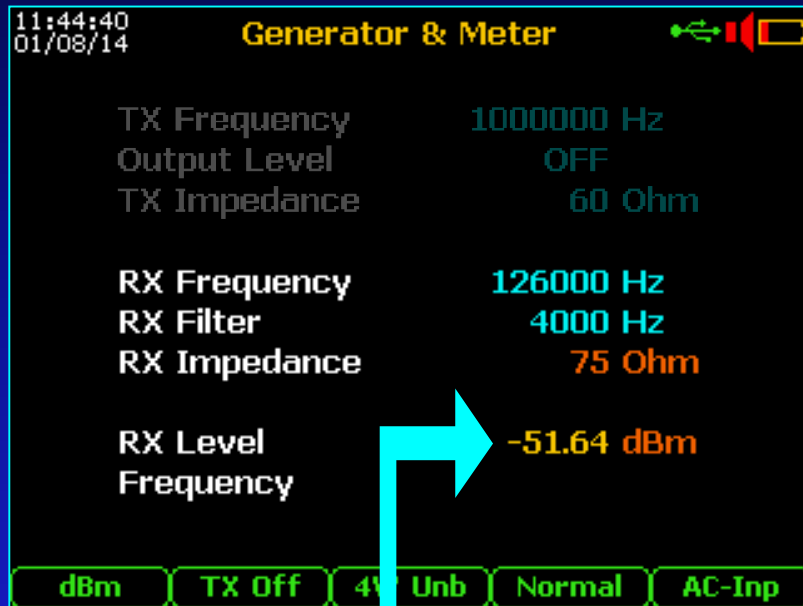 11:44:40
01/08/14
Generator & Meter
TX Frequency 1000000 Hz
Output Level OFF
TX Impedance 60 Ohm
RX Frequency 126000 Hz
RX Filter 4000 Hz
RX Impedance 75 Ohm
RX Level -51.64 dBm
Frequency
dBm TX Off 4W Unb Normal AC-Inp